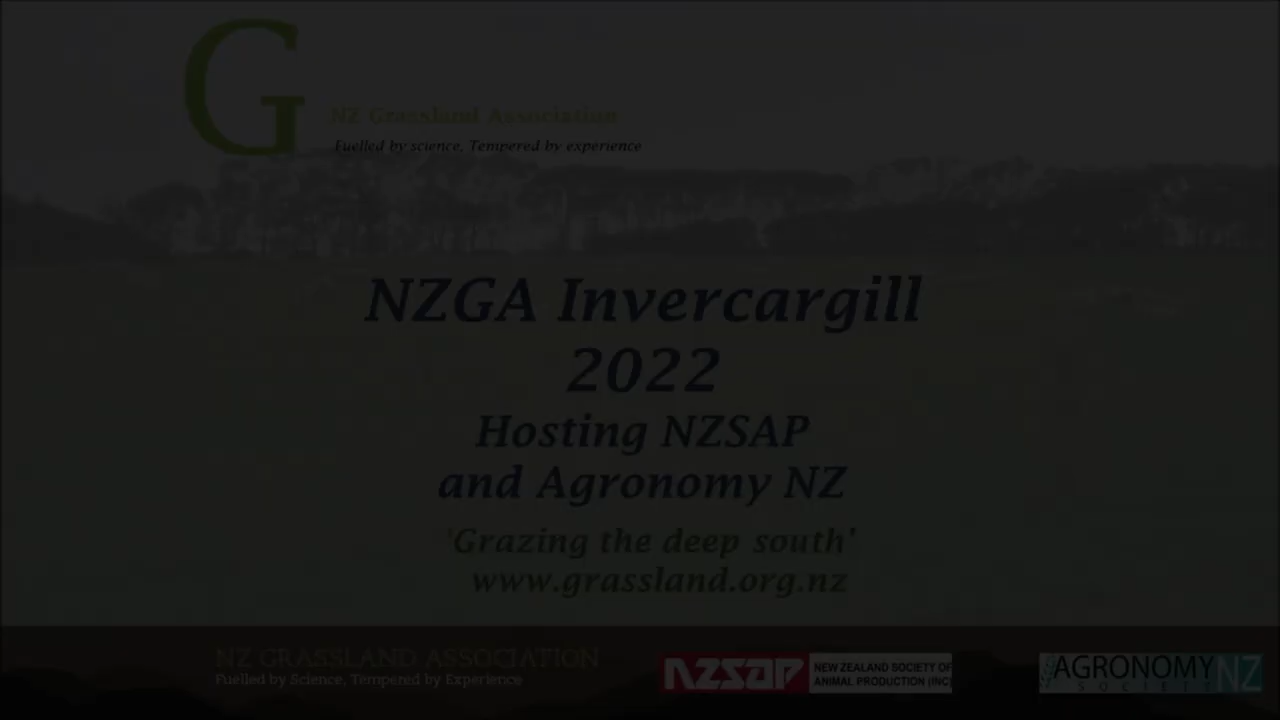 G
NZ Grassland Association
Fuelled by science, Tempered by experience
NZGA Invercargill
2022
Hosting NZSAP
and Agronomy NZ
'Grazing the deep south'
www.grassland.org.nz
NZ GRASSLAND ASSOCIATION
Fuelled by Science, Tempered by Experience
NZSAP NEW ZEALAND SOCIETY OF
ANIMAL PRODUCTION (INC)
AGRONOMY NZ
SOCIETY